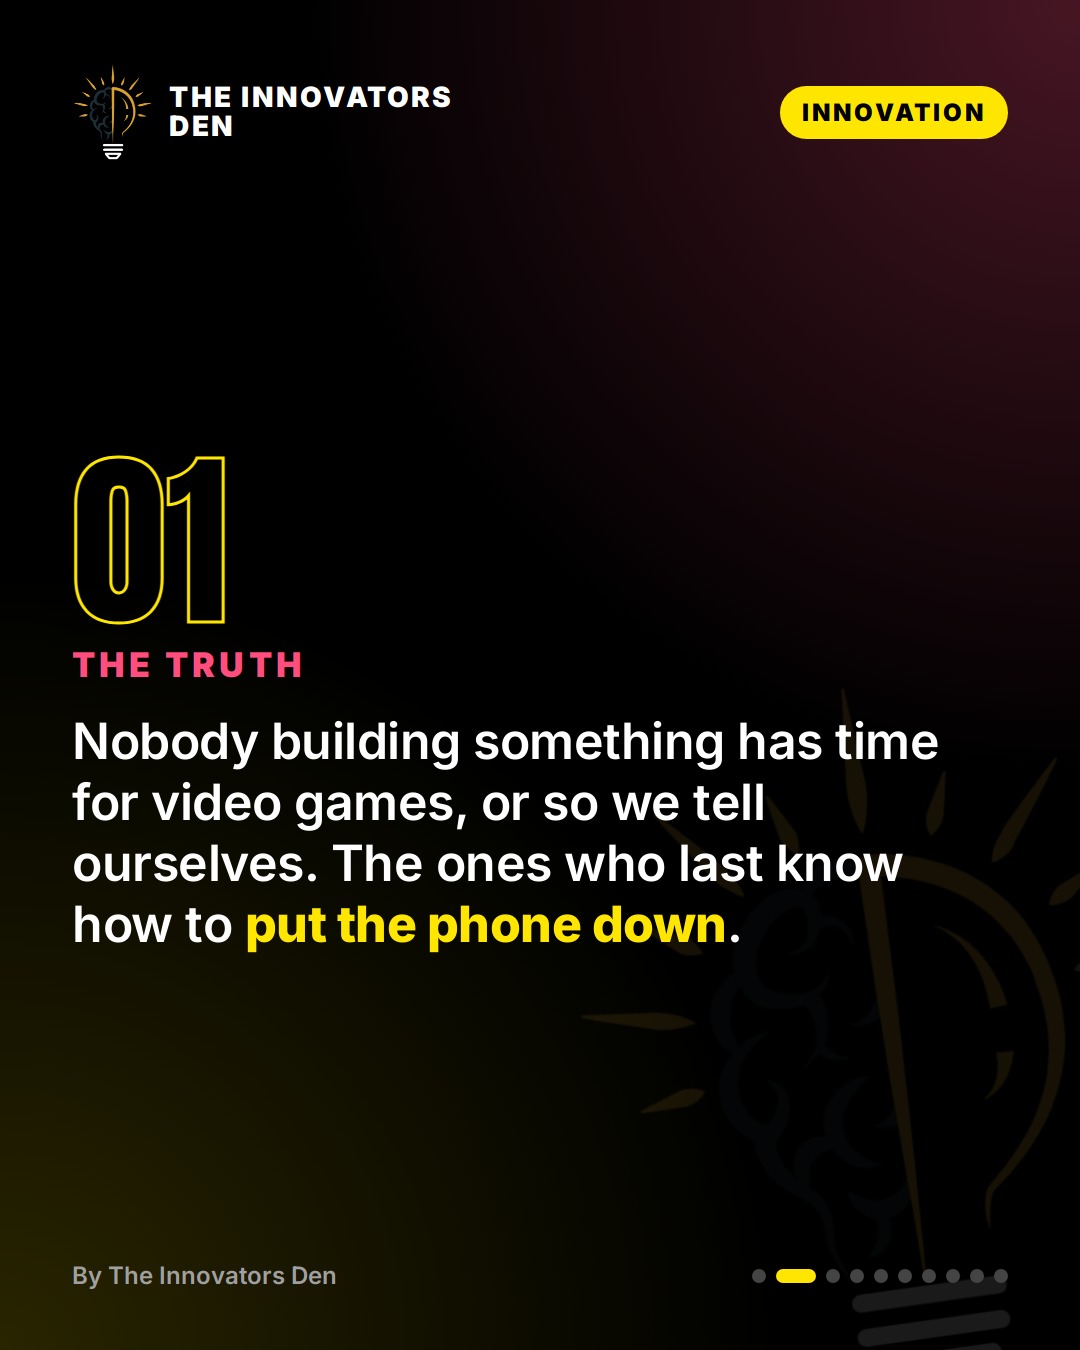 THE INNOVATORS
DEN
INNOVATION
01
THE TRUTH
Nobody building something has time
for video games, or so we tell
ourselves. The ones who last know
how to put the phone down.
By The Innovators Den